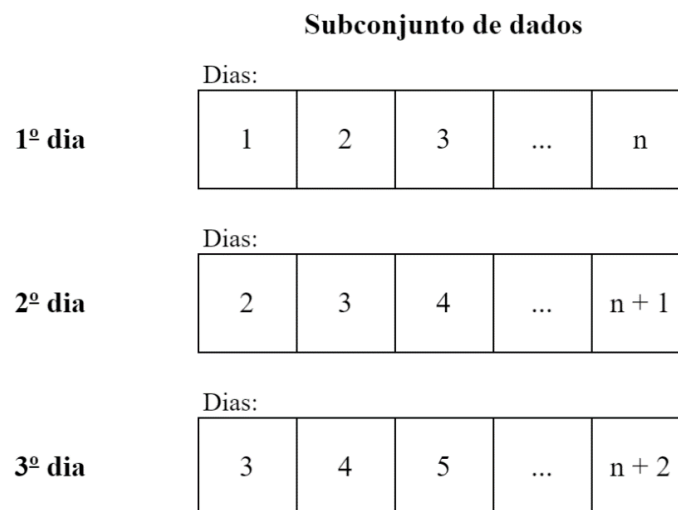 Subconjunto de dados
Dias:
1º dia 1 2 3 ... n
Dias:
2º dia 2 3 4 ... n + 1
Dias:
3º dia 3 4 5 ... n + 2